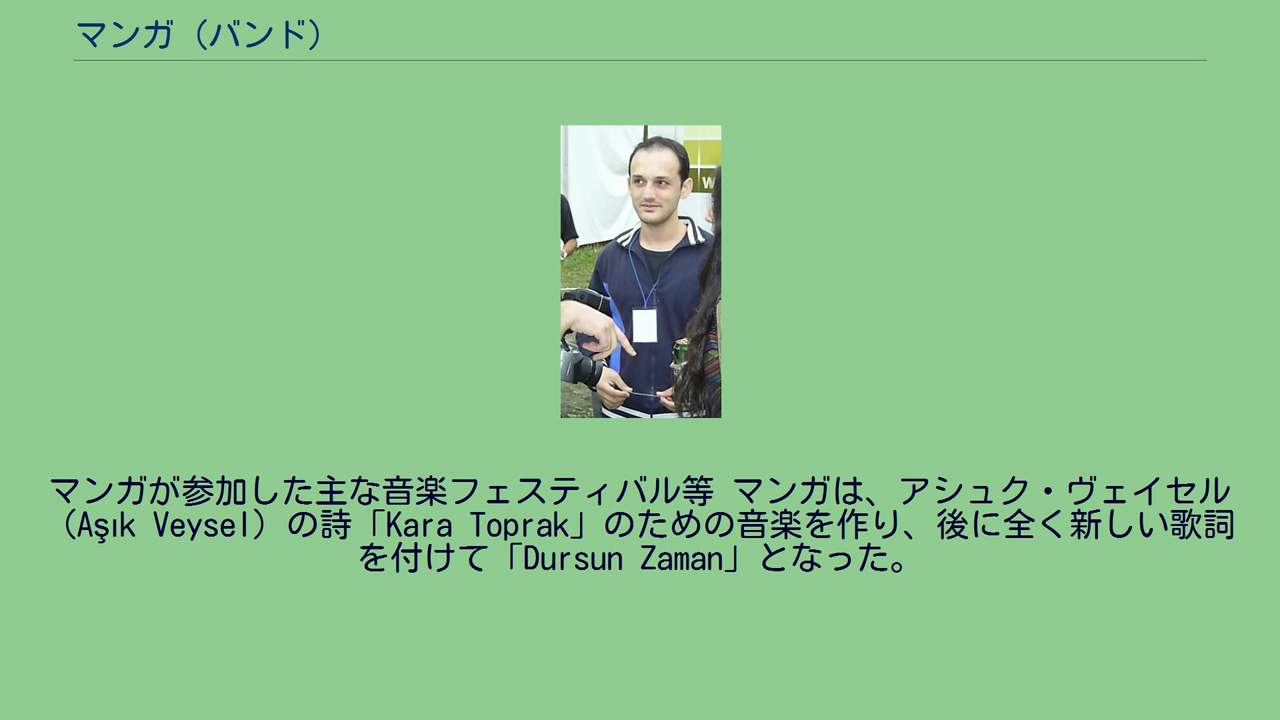 マンガ（バンド）
W
マンガが参加した主な音楽フェスティバル等 マンガは、アシュク・ヴェイセル
（Aşık Veysel）の詩「Kara Toprak」のための音楽を作り、後に全く新しい歌詞
を付けて「Dursun Zaman」となった。